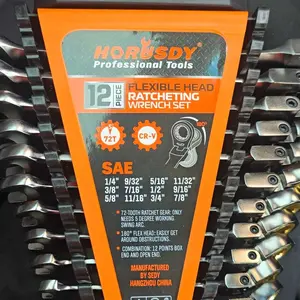 HORUSDY
Professional Tools
12 PIECE
FLEXIBLE HEAD
RATCHETING
WRENCH SET
72T
CR-V
180°
SAE
1/4" 9/32" 5/16" 11/32"
3/8" 7/16" 1/2" 9/16"
5/8" 11/16" 3/4" 7/8"
• 72-TOOTH RATCHET GEAR: ONLY
NEEDS 5 DEGREE WORKING
SWING ARC.
• 180° FLEX HEAD: EASILY GET
AROUND OBSTRUCTIONS.
• COMBINATION: 12 POINTS BOX
END AND OPEN END.
MANUFACTURED
BY SEDY
HANGZHOU CHINA